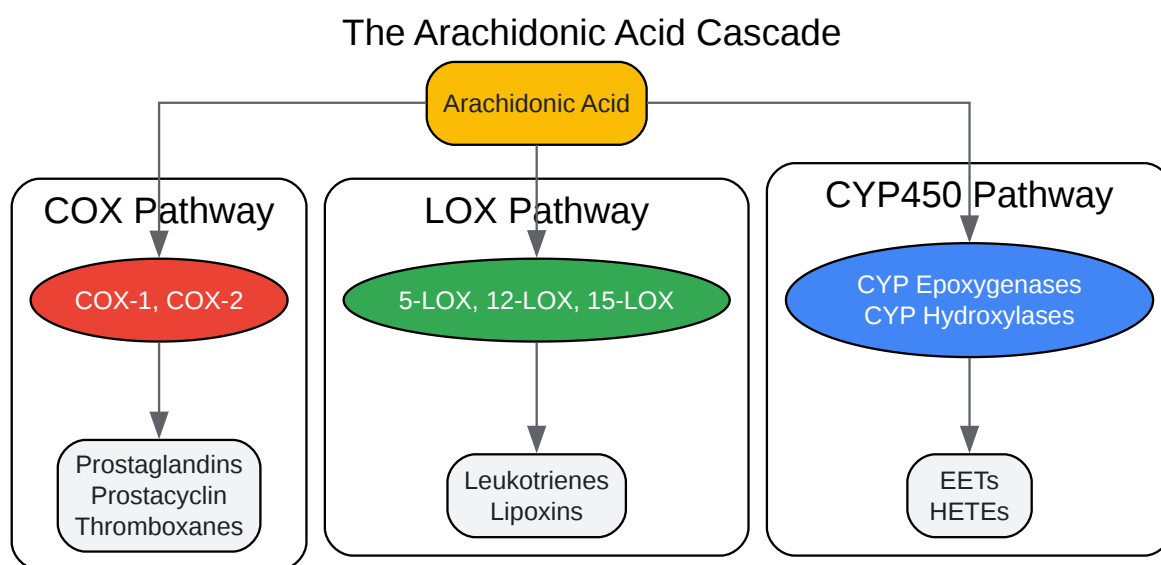 The Arachidonic Acid Cascade
Arachidonic Acid
COX Pathway
COX-1, COX-2
Prostaglandins
Prostacyclin
Thromboxanes
LOX Pathway
5-LOX, 12-LOX, 15-LOX
Leukotrienes
Lipoxins
CYP450 Pathway
CYP Epoxygenases
CYP Hydroxylases
EETs
HETEs